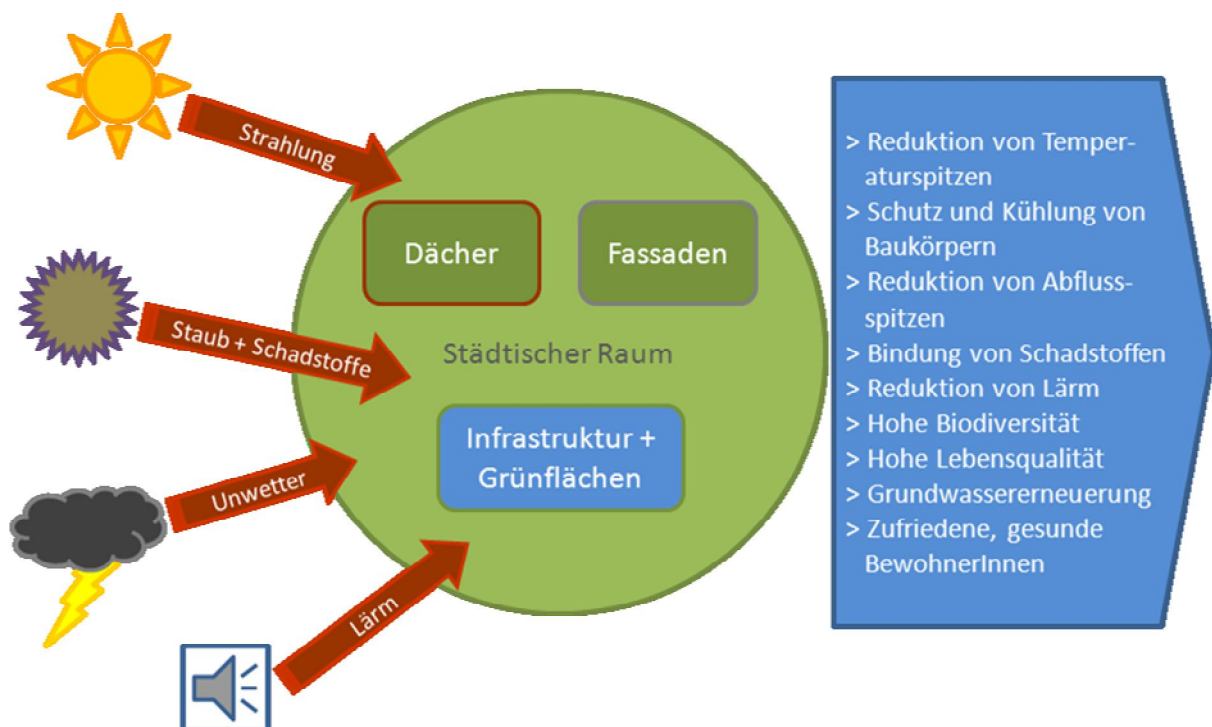 Strahlung
Staub + Schadstoffe
Unwetter
Lärm
Dächer
Fassaden
Städtischer Raum
Infrastruktur +
Grünflächen
> Reduktion von Temper-
aturspitzen
> Schutz und Kühlung von
Baukörpern
> Reduktion von Abfluss-
spitzen
> Bindung von Schadstoffen
> Reduktion von Lärm
> Hohe Biodiversität
> Hohe Lebensqualität
> Grundwassererneuerung
> Zufriedene, gesunde
BewohnerInnen